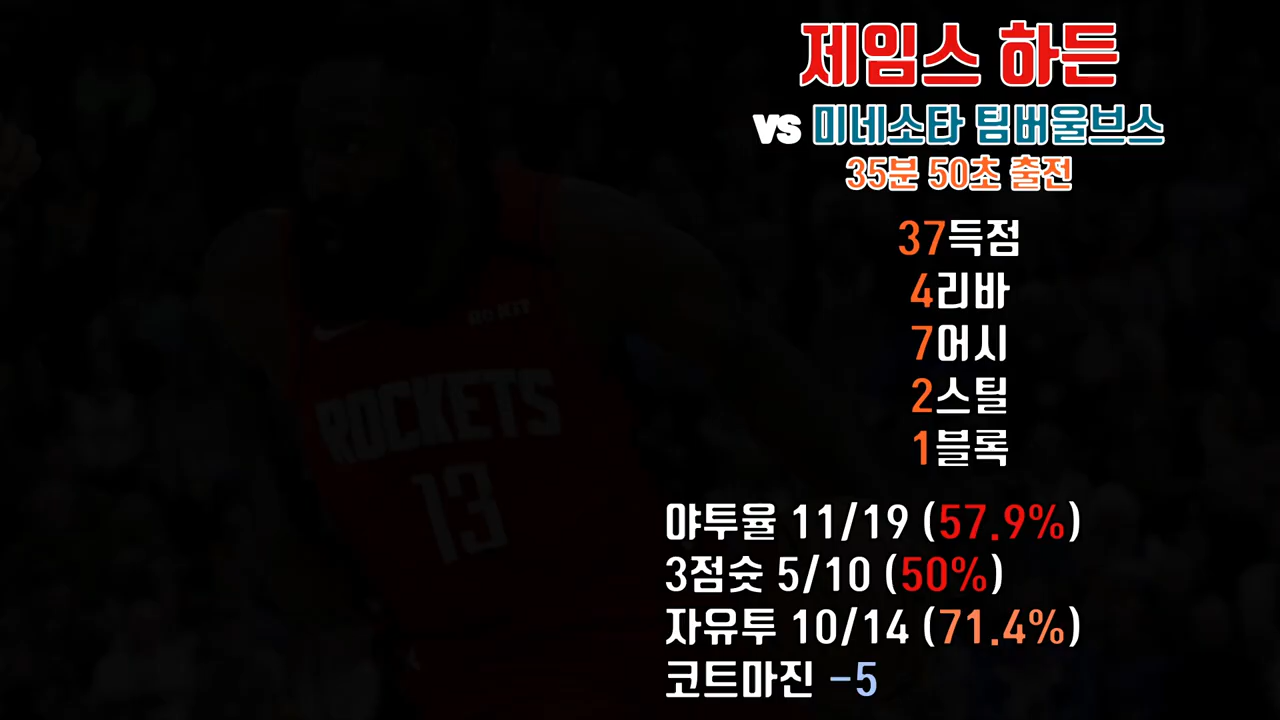 제임스 하든
vs 미네소타 팀버울브스
35분 50초 출전
37득점
4리바
7어시
2스틸
1블록
야투율 11/19 (57.9%)
3점슛 5/10 (50%)
자유투 10/14 (71.4%)
코트마진 -5
ROCKETS
13